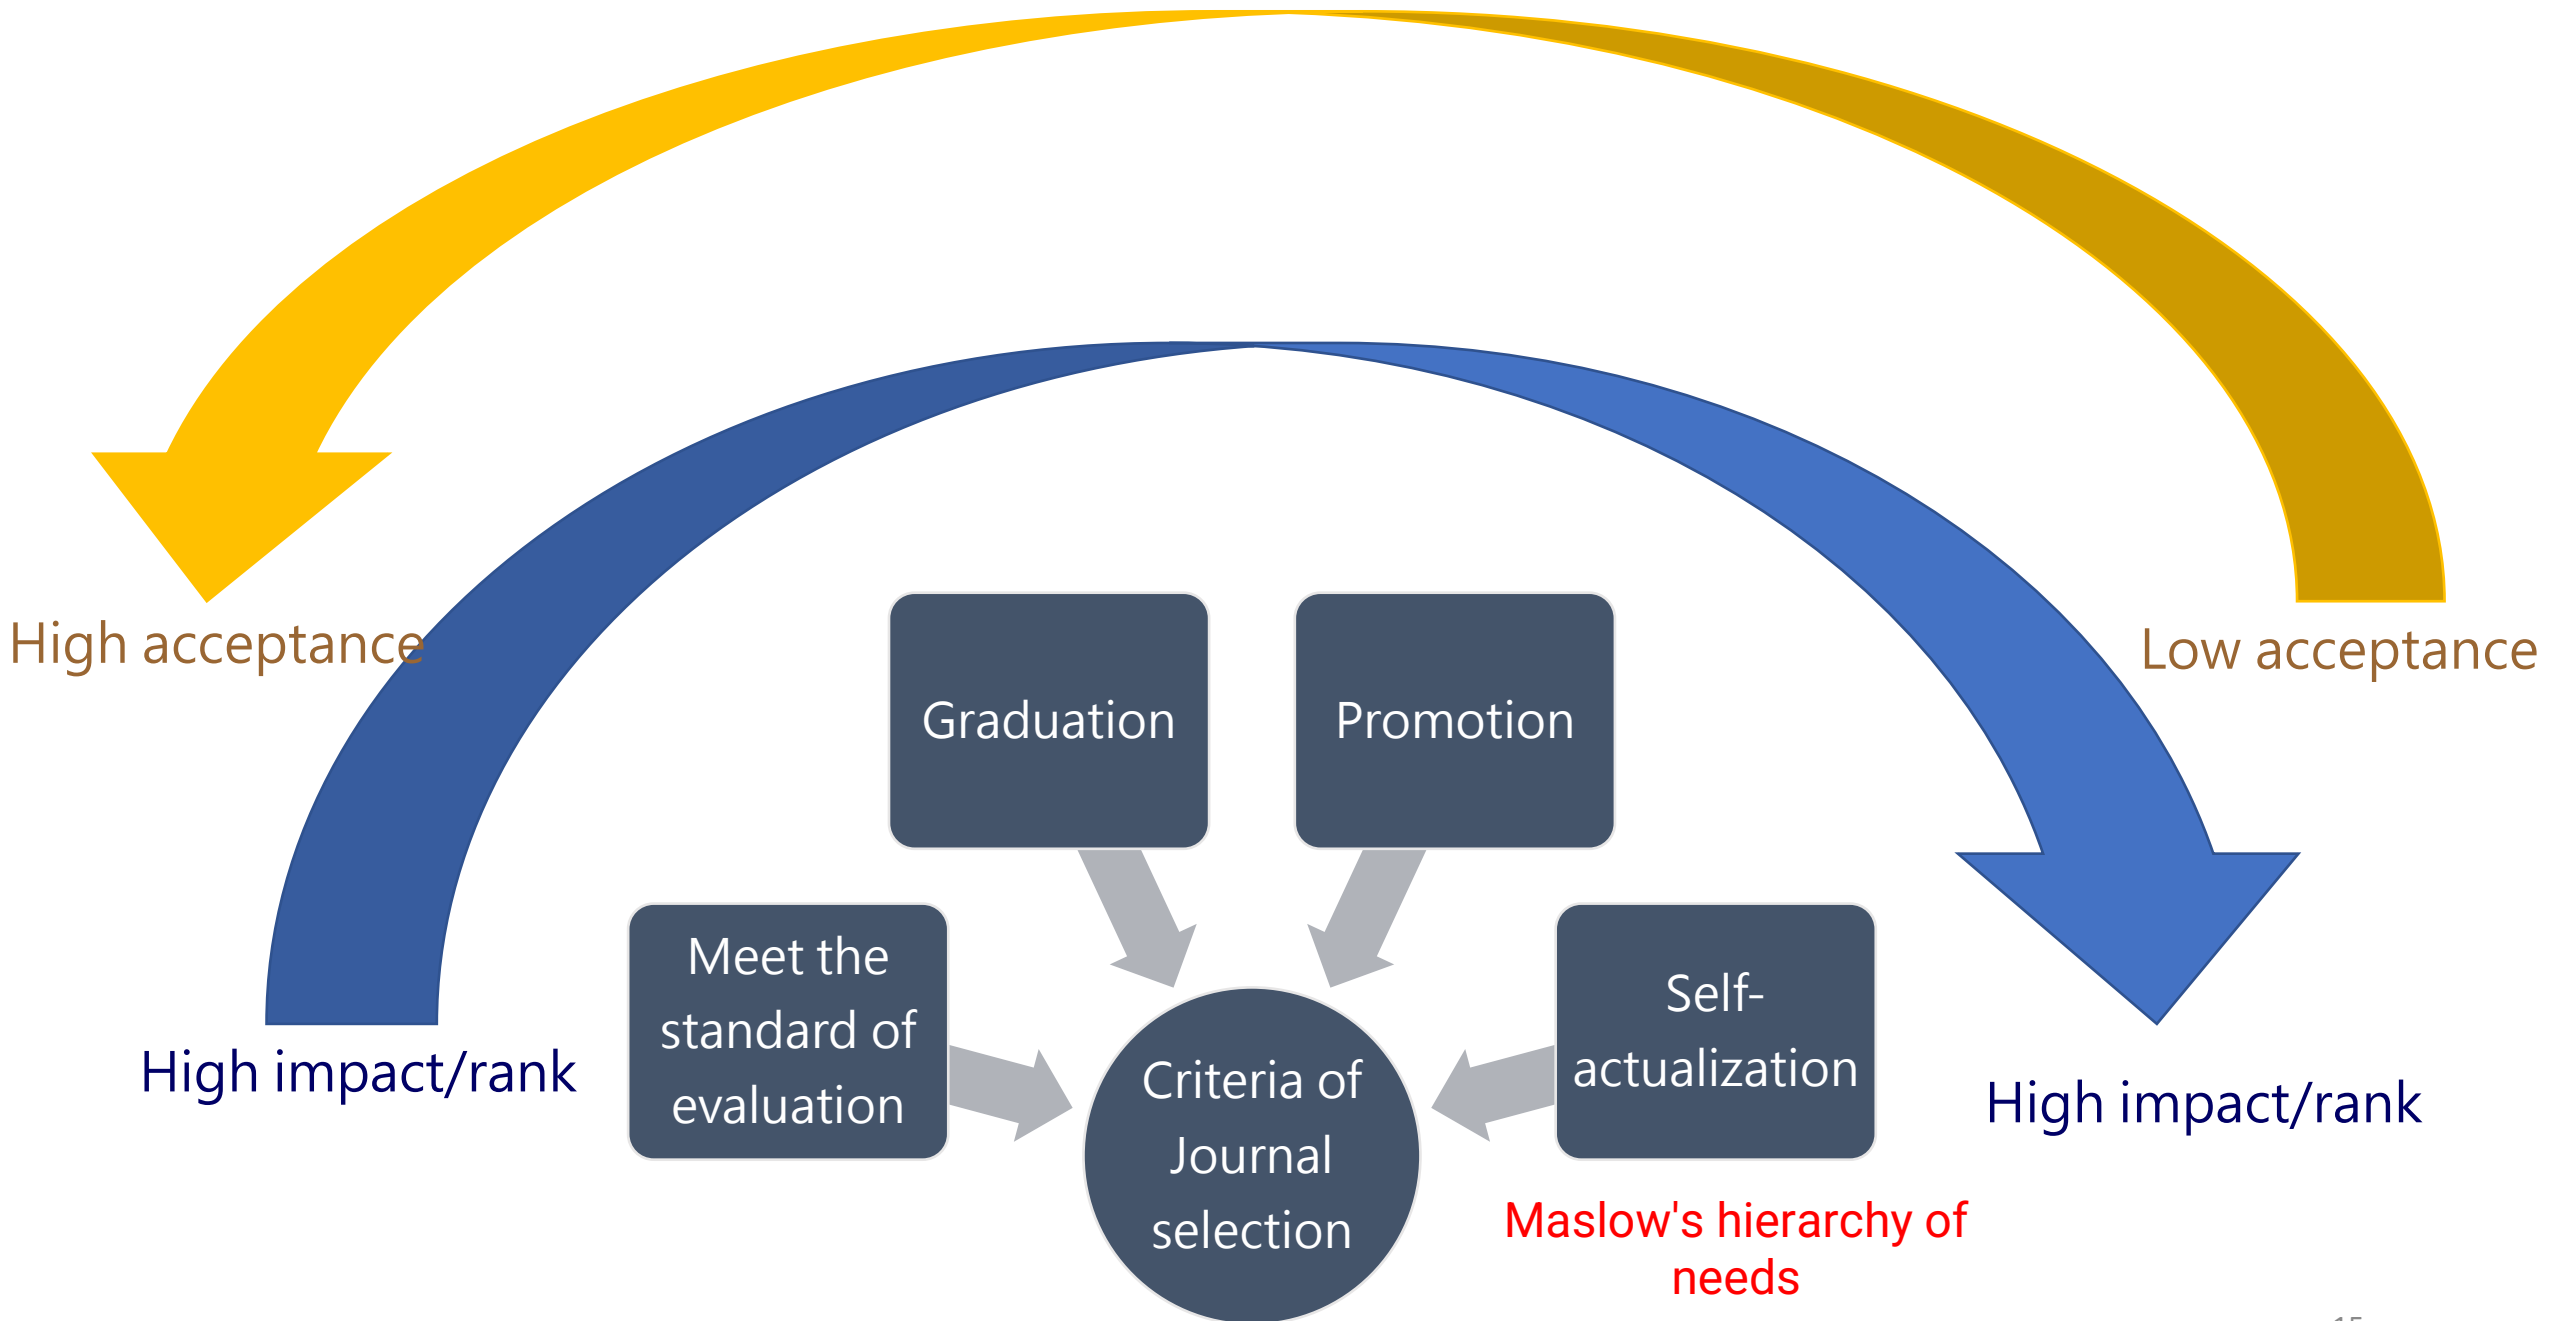 High acceptance
Low acceptance
Graduation
Promotion
Meet the
standard of
evaluation
Self-
actualization
High impact/rank
High impact/rank
Criteria of
Journal
selection
Maslow's hierarchy of
needs